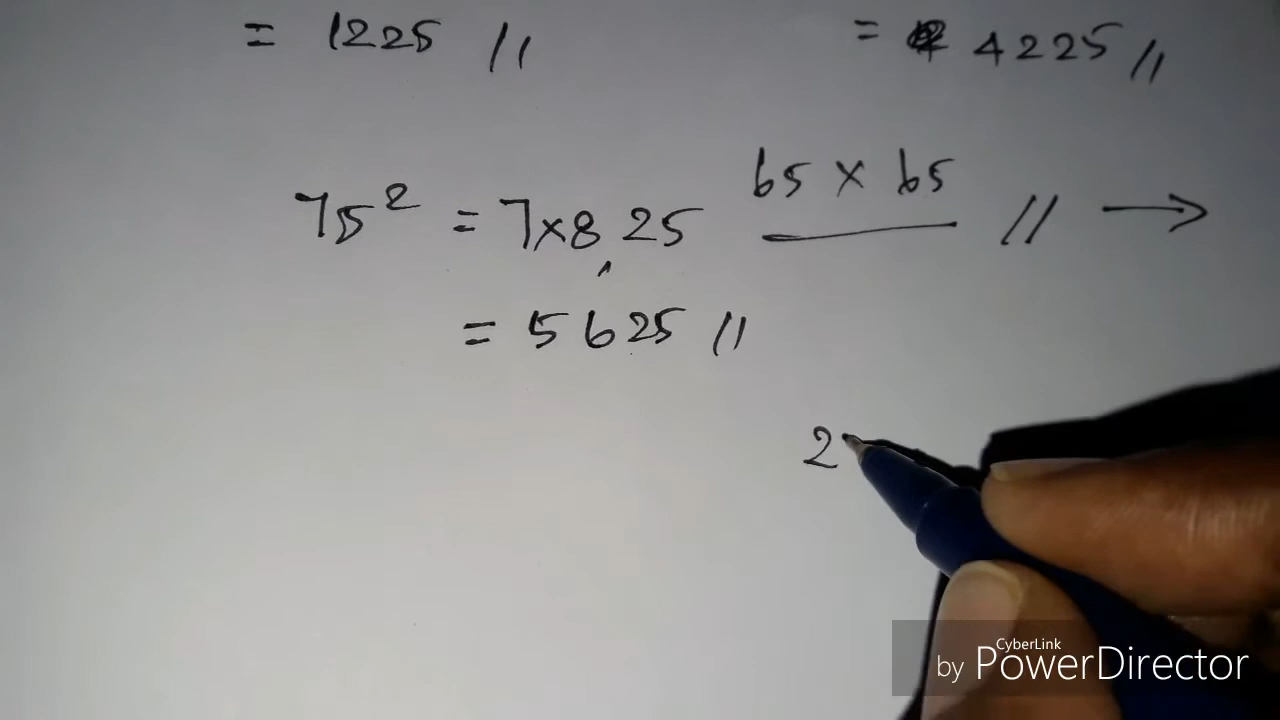 = 1225 //
= 4225 //
65 × 65 // →
75² = 7×8 25
= 5625 //
2
CyberLink
by PowerDirector